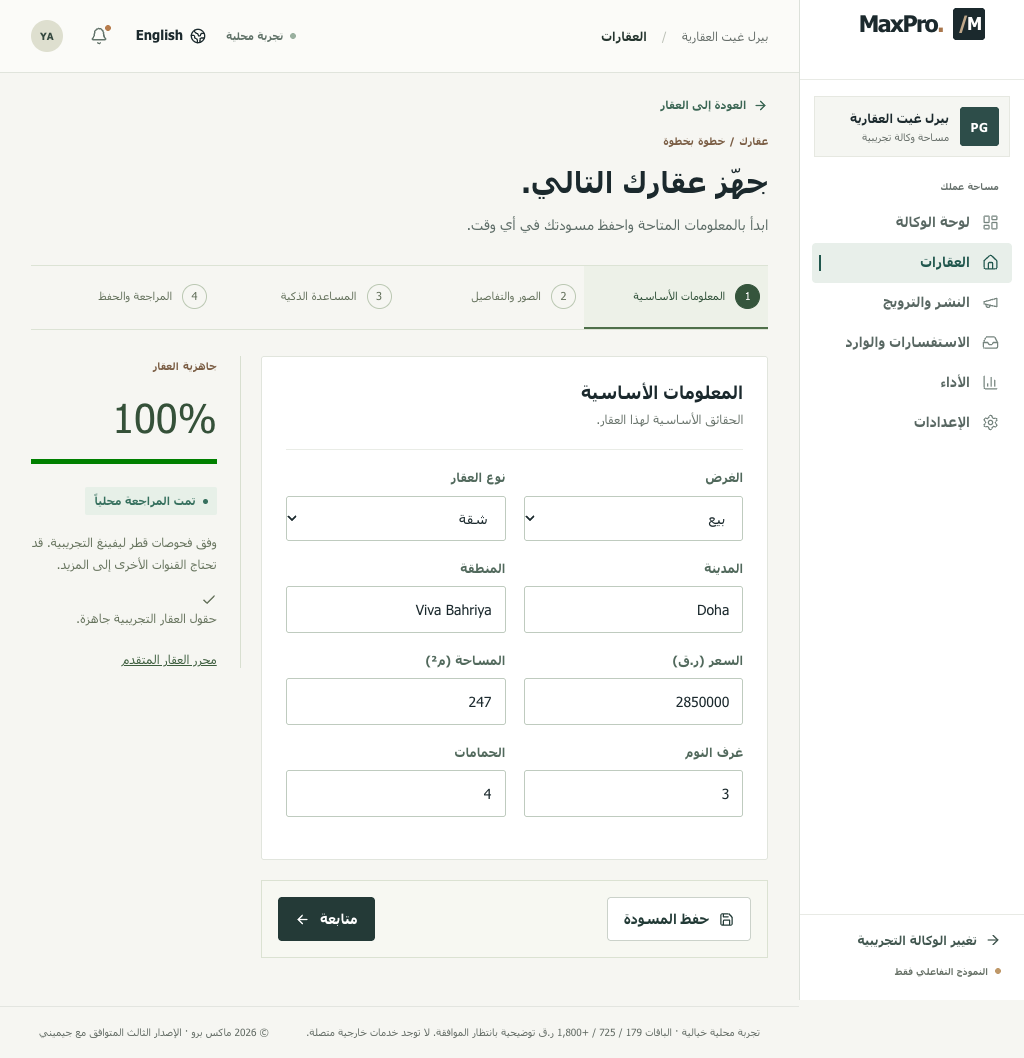 MaxPro.
/M
PG
بيرل غيت العقارية
مساحة وكالة تجريبية
مساحة عملك
لوحة الوكالة
العقارات
النشر والترويج
الاستفسارات والوارد
الأداء
الإعدادات
تغيير الوكالة التجريبية
النموذج التفاعلي فقط
بيرل غيت العقارية / العقارات
تجربة محلية
English
YA
العودة إلى العقار
عقارك / خطوة بخطوة
جهّز عقارك التالي.
ابدأ بالمعلومات المتاحة واحفظ مسودتك في أي وقت.
1 المعلومات الأساسية
2 الصور والتفاصيل
3 المساعدة الذكية
4 المراجعة والحفظ
المعلومات الأساسية
الحقائق الأساسية لهذا العقار.
الغرض
بيع
نوع العقار
شقة
المدينة
Doha
المنطقة
Viva Bahriya
السعر (ر.ق)
2850000
المساحة (م²)
247
غرف النوم
3
الحمامات
4
حفظ المسودة
متابعة
جاهزية العقار
100%
تمت المراجعة محلياً
وفق فحوصات قطر ليفينغ التجريبية. قد
تحتاج القنوات الأخرى إلى المزيد.
حقول العقار التجريبية جاهزة.
محرر العقار المتقدم
تجربة محلية خيالية · الباقات 179 / 725 / +1,800 ر.ق توضيحية بانتظار الموافقة. لا توجد خدمات خارجية متصلة.
© 2026 ماكس برو · الإصدار الثالث المتوافق مع جيميني